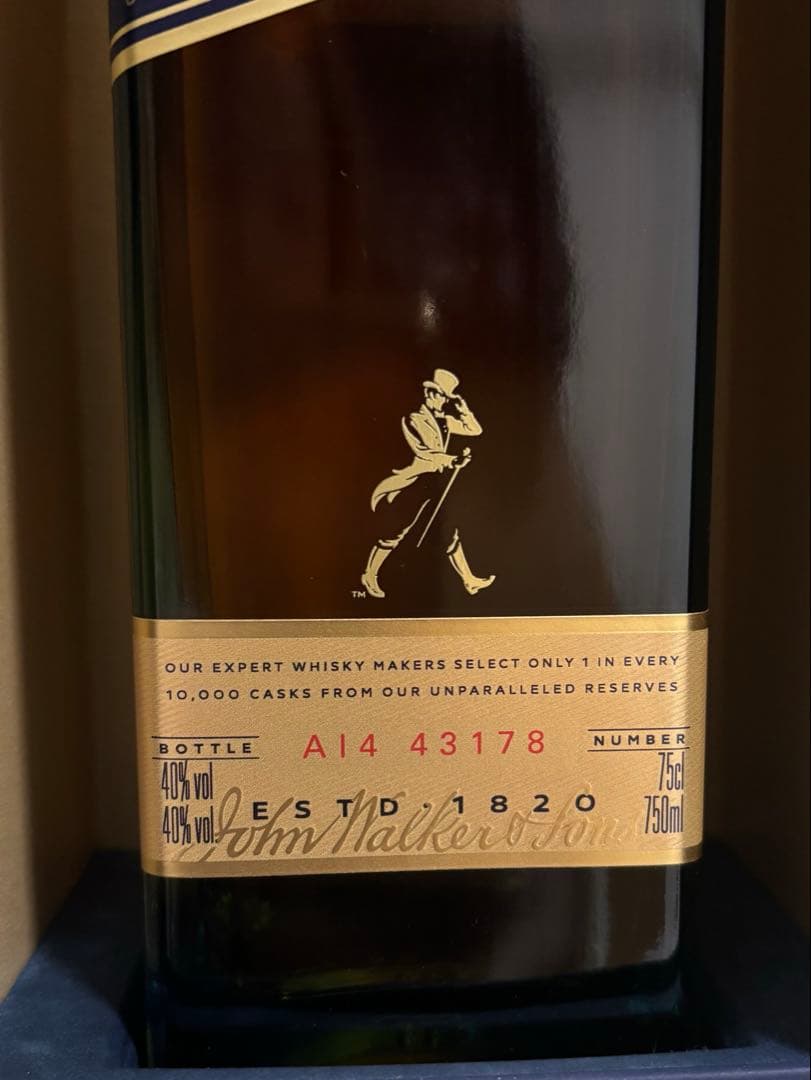 TM
OUR EXPERT WHISKY MAKERS SELECT ONLY 1 IN EVERY
10,000 CASKS FROM OUR UNPARALLELED RESERVES
BOTTLE A14 43178 NUMBER
40% vol 75cl
40% vol ESTD·1820 750ml
John Walker & Sons